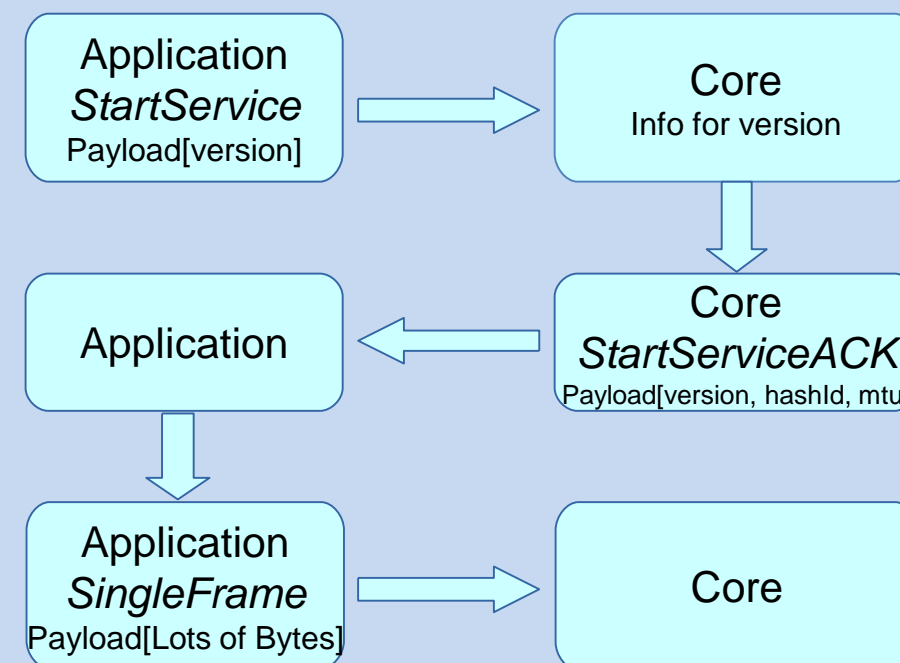 Application
StartService
Payload[version]
Core
Info for version
Application
Core
StartServiceACK
Payload[version, hashId, mtu
Application
SingleFrame
Payload[Lots of Bytes]
Core